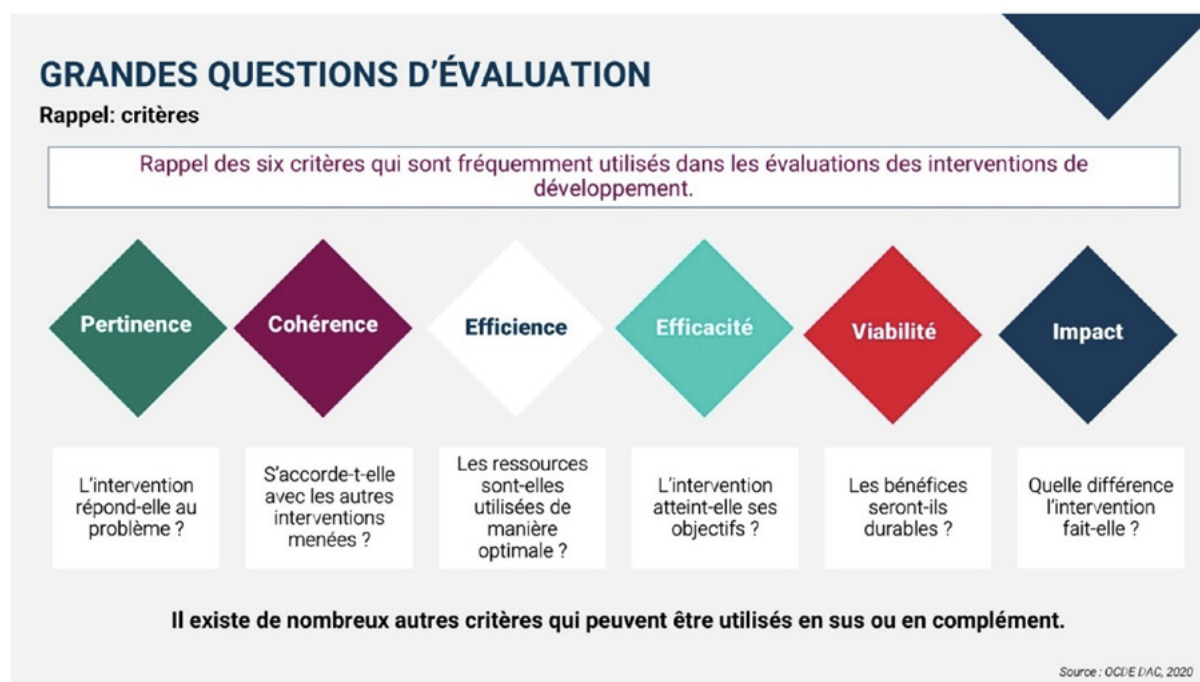 GRANDES QUESTIONS D'ÉVALUATION
Rappel: critères
Rappel des six critères qui sont fréquemment utilisés dans les évaluations des interventions de
développement.
Pertinence
Cohérence
Efficience
Efficacité
Viabilité
Impact
L'intervention
répond-elle au
problème ?
S'accorde-t-elle
avec les autres
interventions
menées ?
Les ressources
sont-elles
utilisées de
manière
optimale ?
L'intervention
atteint-elle ses
objectifs ?
Les bénéfices
seront-ils
durables ?
Quelle différence
l'intervention
fait-elle ?
Il existe de nombreux autres critères qui peuvent être utilisés en sus ou en complément.
Source : OCDE DAC, 2020